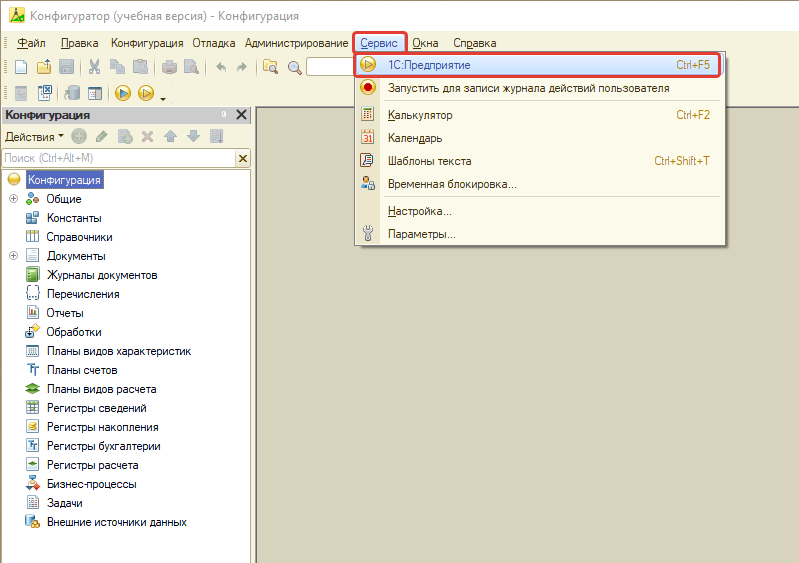 Конфигуратор (учебная версия) - Конфигурация
Файл Правка Конфигурация Отладка Администрирование Сервис Окна Справка
1С:Предприятие Ctrl+F5
Запустить для записи журнала действий пользователя
Калькулятор Ctrl+F2
31 Календарь
Шаблоны текста Ctrl+Shift+T
Временная блокировка...
Настройка...
Параметры...
Конфигурация
Действия
Поиск (Ctrl+Alt+M)
Конфигурация
Общие
Константы
Справочники
Документы
Журналы документов
Перечисления
Отчеты
Обработки
Планы видов характеристик
Тт Планы счетов
Планы видов расчета
Регистры сведений
Регистры накопления
Тт Регистры бухгалтерии
Регистры расчета
Бизнес-процессы
Задачи
Внешние источники данных